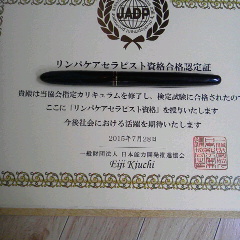 JADP
リンパケアセラピスト資格合格認定証
貴殿は当協会指定カリキュラムを修了し、検定試験に合格されたので
ここに「リンパケアセラピスト資格」を授与いたします
今後社会における活躍を期待いたします
2015年7月28日
一般財団法人 日本能力開発推進協会
Eiji Kjuchi